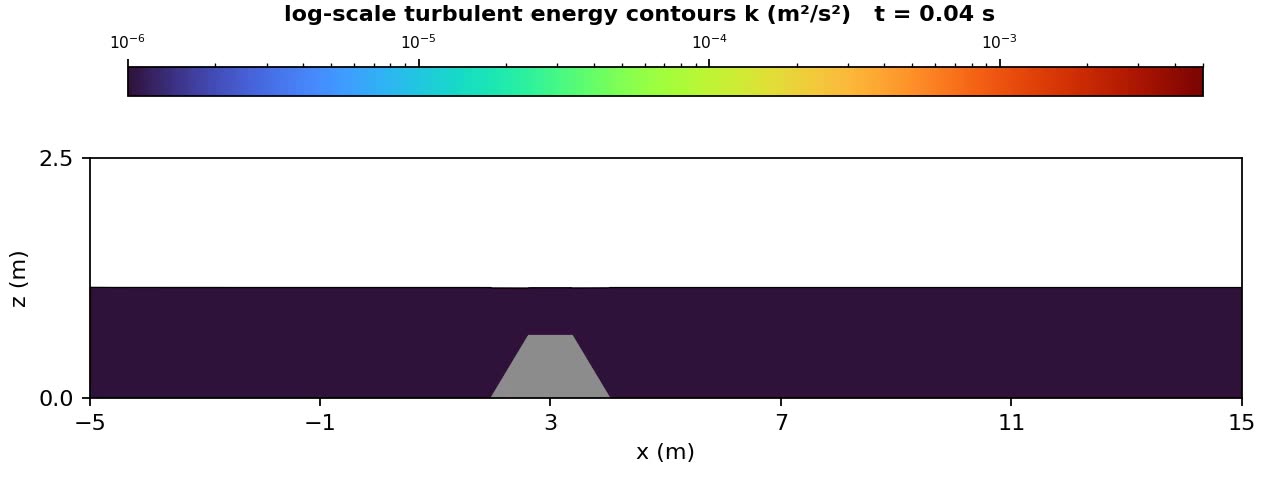 log-scale turbulent energy contours k (m²/s²)   t = 0.04 s
10⁻⁶ 10⁻⁵ 10⁻⁴ 10⁻³
2.5
z (m)
0.0
−5 −1 3 7 11 15
x (m)